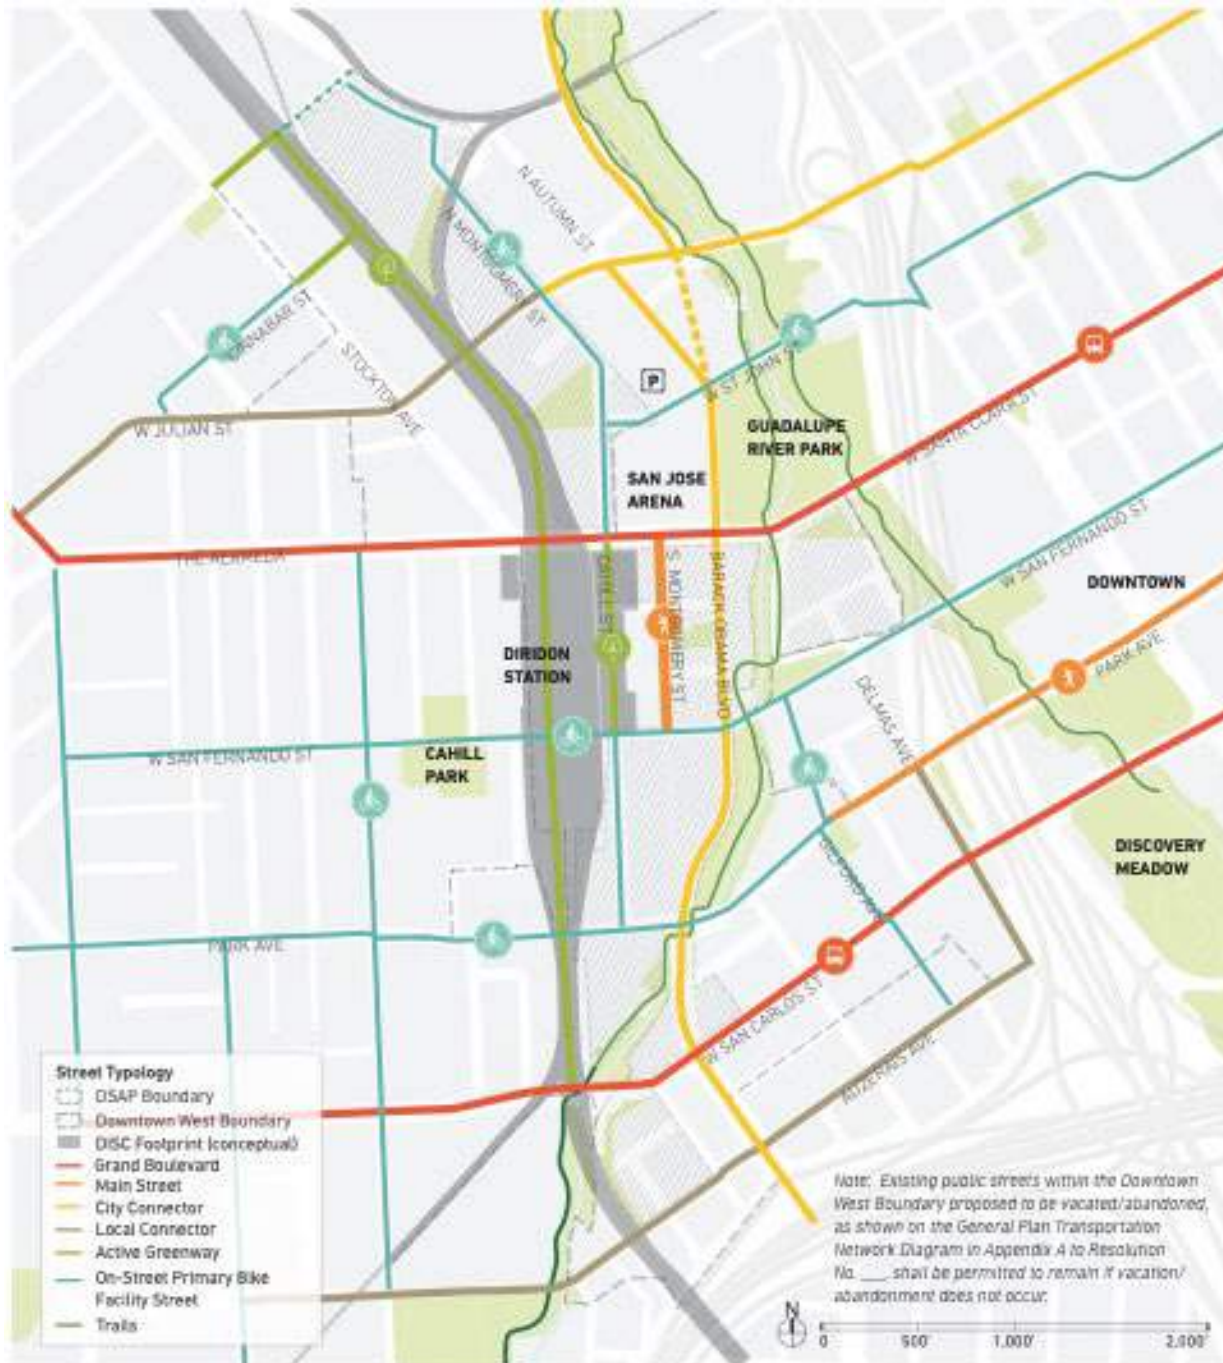 N AUTUMN ST
N MONTGOMERY ST
CINNABAR ST
STOCKTON AVE
P
ST JOHN ST
W JULIAN ST
GUADALUPE
RIVER PARK
W SANTA CLARA ST
SAN JOSE
ARENA
THE ALAMEDA
CAHILL ST
S MONTGOMERY ST
BARACK OBAMA BLVD
W SAN FERNANDO ST
DOWNTOWN
DIRIDON
STATION
PARK AVE
DELMAS AVE
W SAN FERNANDO ST
CAHILL
PARK
GIFFORD AVE
DISCOVERY
MEADOW
PARK AVE
W SAN CARLOS ST
AUZERAIS AVE
Street Typology
DSAP Boundary
Downtown West Boundary
DISC Footprint (conceptual)
Grand Boulevard
Main Street
City Connector
Local Connector
Active Greenway
On-Street Primary Bike
Facility Street
Trails
Note: Existing public streets within the Downtown
West Boundary proposed to be vacated/abandoned,
as shown on the General Plan Transportation
Network Diagram in Appendix A to Resolution
No. ___ shall be permitted to remain if vacation/
abandonment does not occur.
N
0 500' 1,000' 2,000'